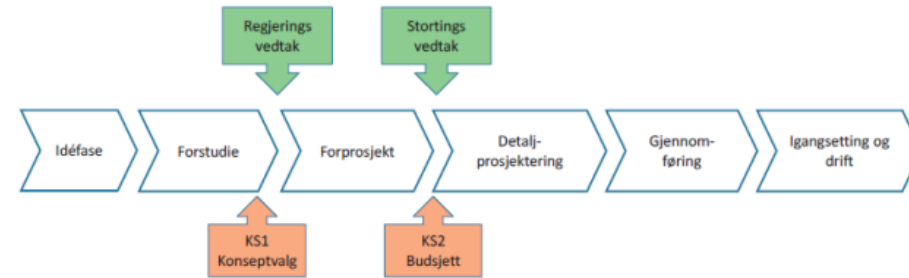 Regjerings
vedtak
Stortings
vedtak
Idéfase
Forstudie
Forprosjekt
Detalj-
prosjektering
Gjennom-
føring
Igangsetting og
drift
KS1
Konseptvalg
KS2
Budsjett